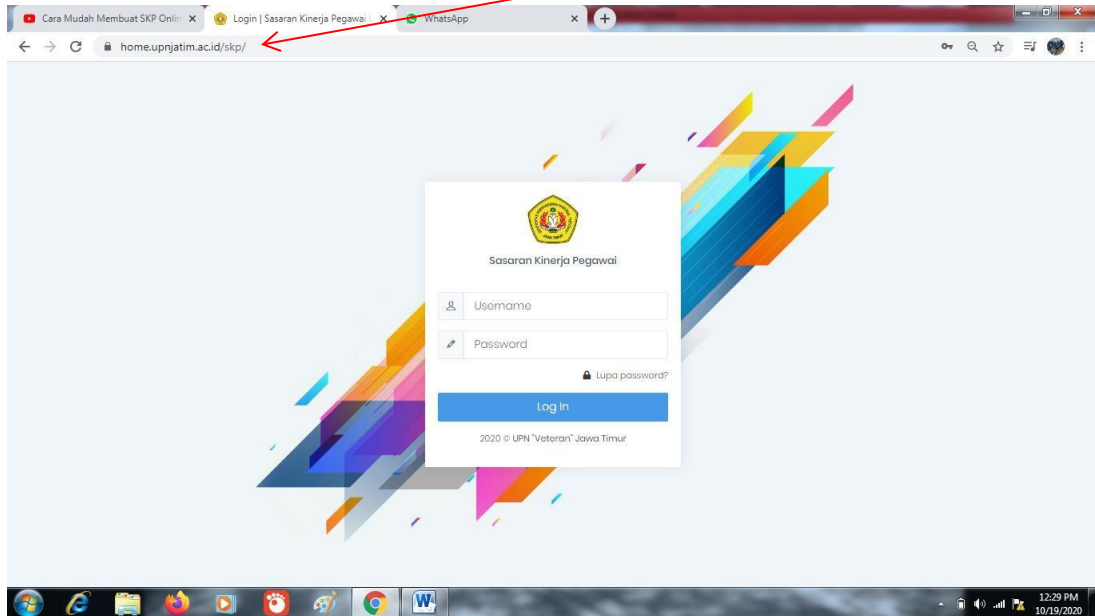 Cara Mudah Membuat SKP Onlin
Login | Sasaran Kinerja Pegawai
WhatsApp
home.upnjatim.ac.id/skp/
Sasaran Kinerja Pegawai
Username
Password
Lupa password?
Log In
2020 © UPN "Veteran" Jawa Timur
12:29 PM
10/19/2020